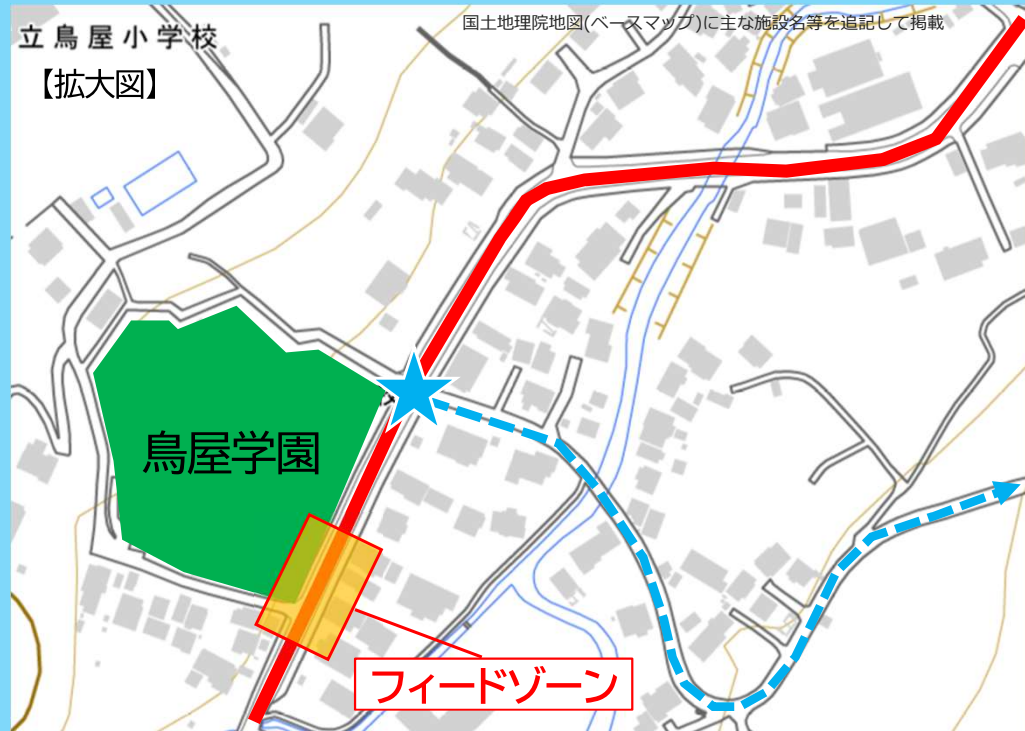 国土地理院地図(ベースマップ)に主な施設名等を追記して掲載
立鳥屋小学校
【拡大図】
鳥屋学園
フィードゾーン